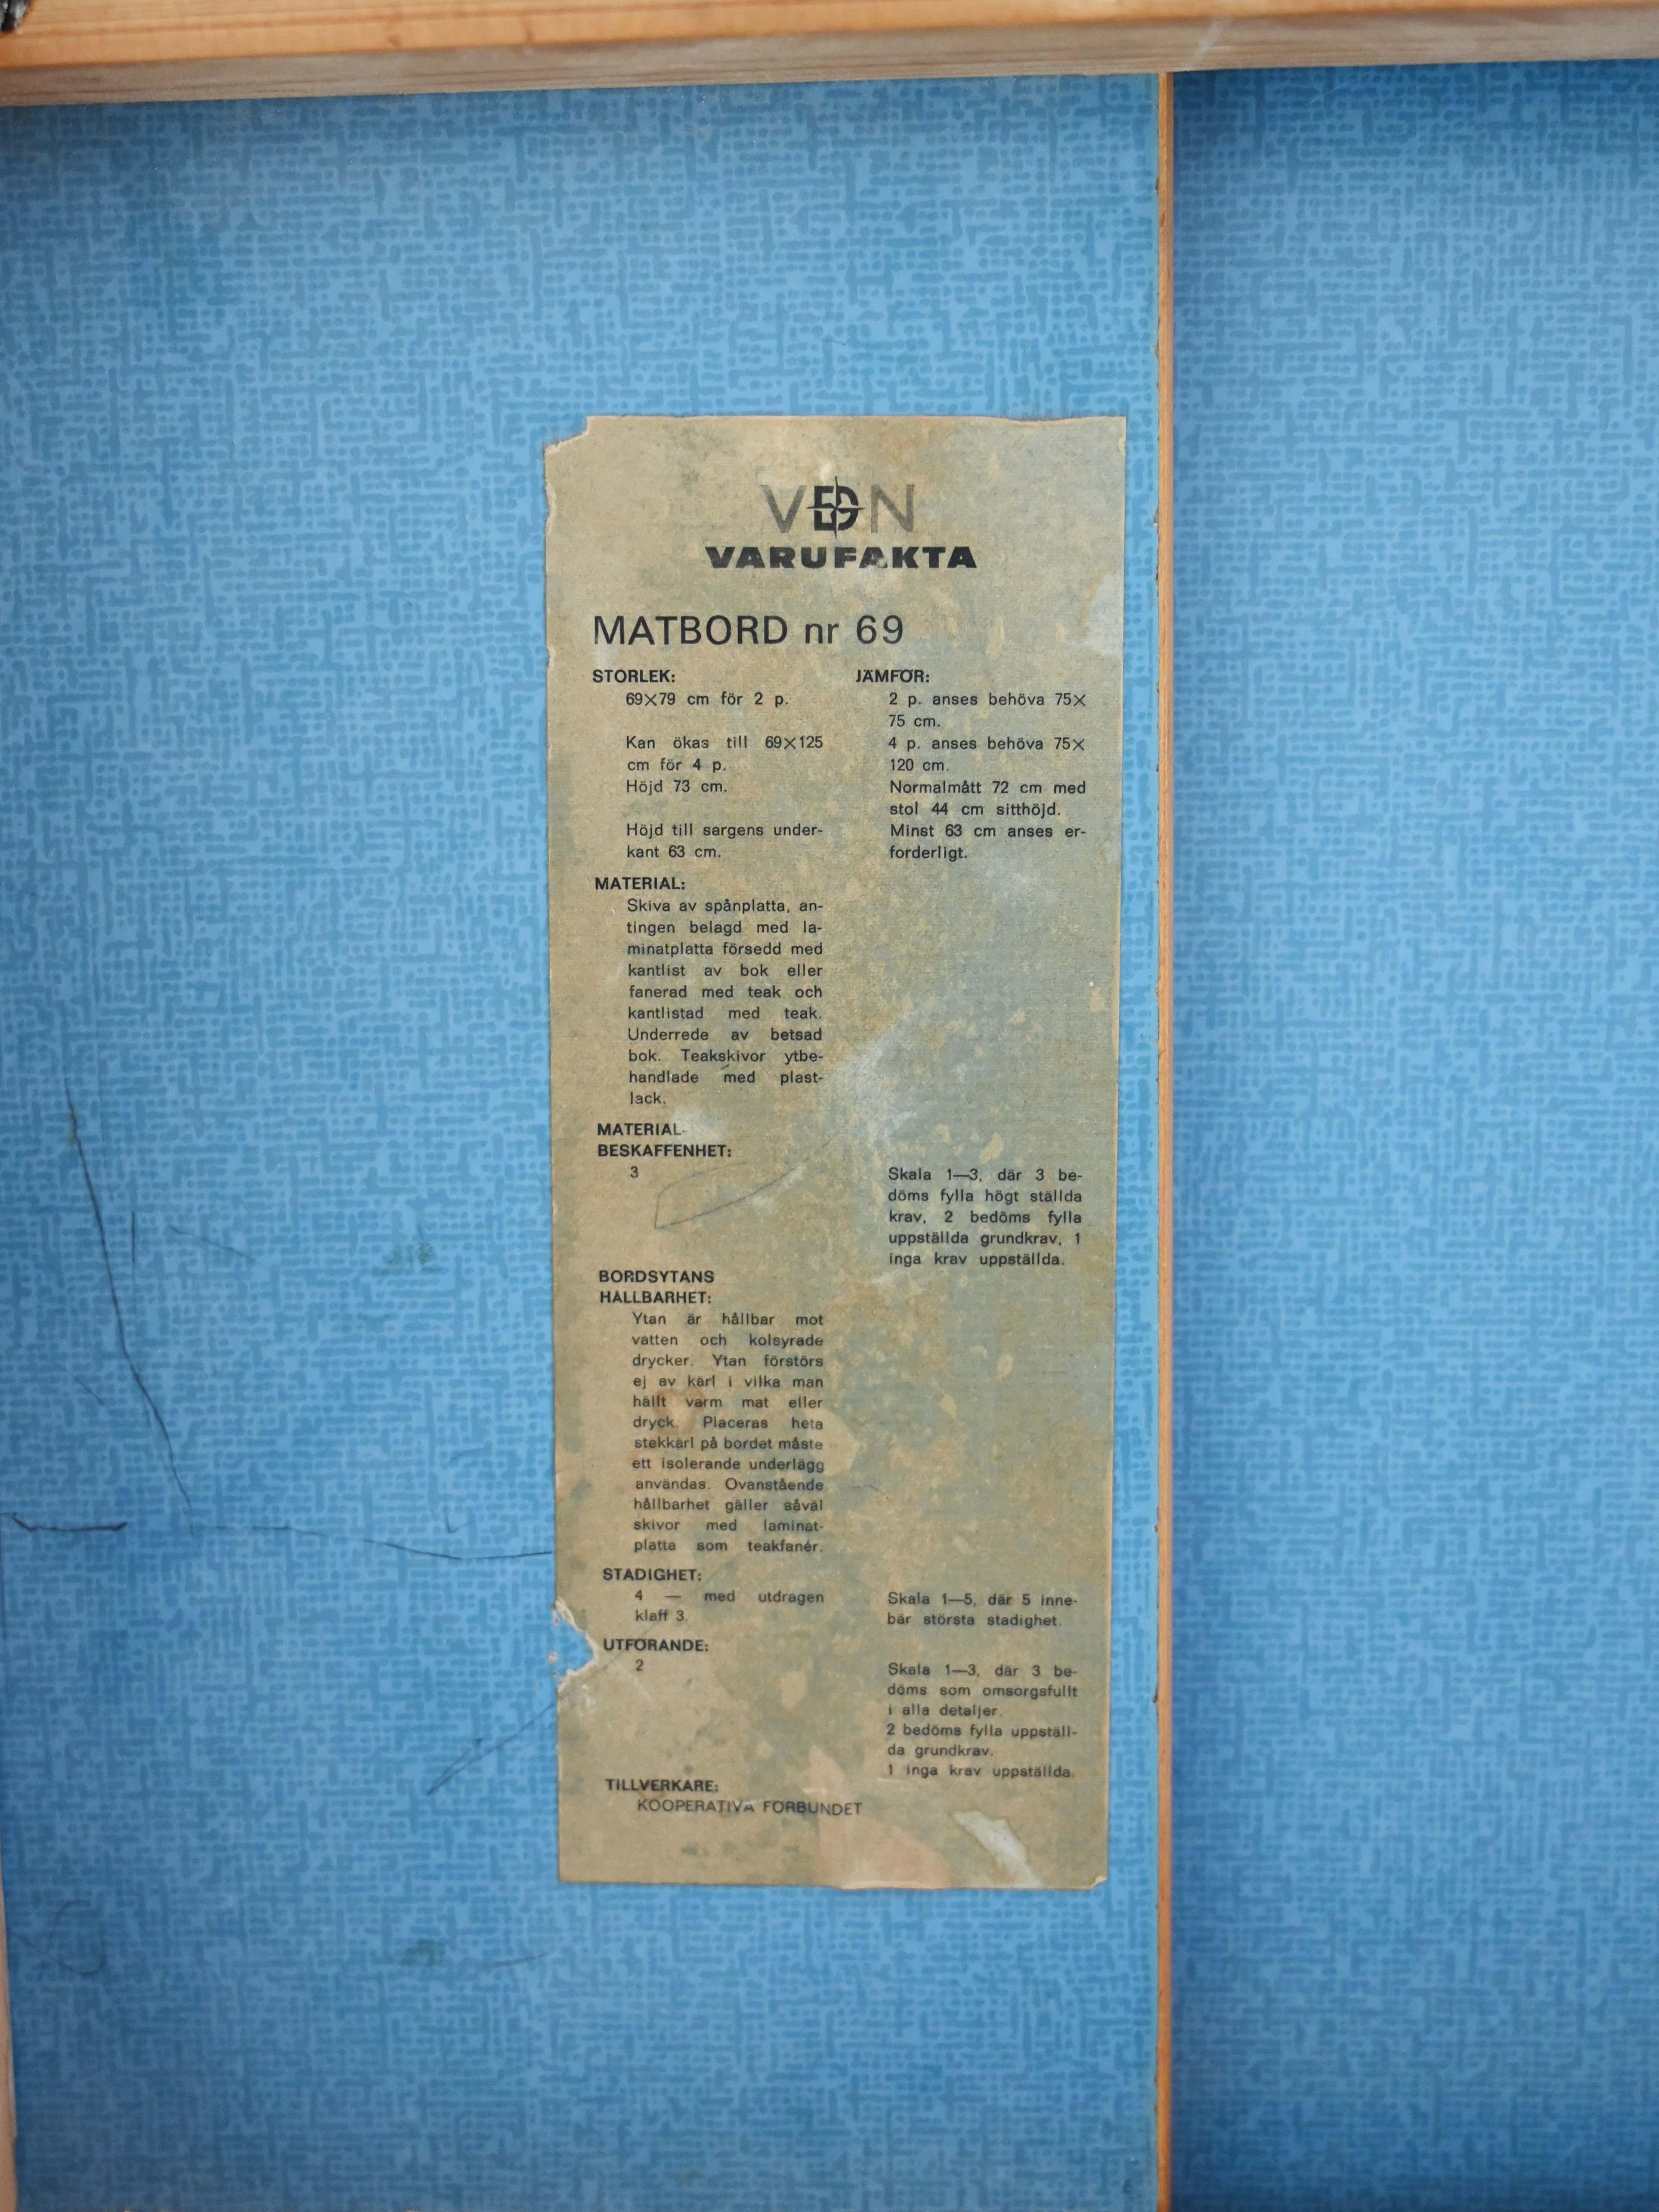 VDN
VARUFAKTA
MATBORD nr 69
STORLEK:
69×79 cm för 2 p.
Kan ökas till 69×125
cm för 4 p.
Höjd 73 cm.
Höjd till sargens under-
kant 63 cm.
JÄMFÖR:
2 p. anses behöva 75×
75 cm.
4 p. anses behöva 75×
120 cm.
Normalmått 72 cm med
stol 44 cm sitthöjd.
Minst 63 cm anses er-
forderligt.
MATERIAL:
Skiva av spånplatta, an-
tingen belagd med la-
minatplatta försedd med
kantlist av bok eller
fanerad med teak och
kantlistad med teak.
Underrede av betsad
bok. Teakskivor ytbe-
handlade med plast-
lack.
MATERIAL-
BESKAFFENHET:
3
Skala 1—3, där 3 be-
döms fylla högt ställda
krav, 2 bedöms fylla
uppställda grundkrav, 1
inga krav uppställda.
BORDSYTANS
HÅLLBARHET:
Ytan är hållbar mot
vatten och kolsyrade
drycker. Ytan förstörs
ej av kärl i vilka man
hällt varm mat eller
dryck. Placeras heta
stekkärl på bordet måste
ett isolerande underlägg
användas. Ovanstående
hållbarhet gäller såväl
skivor med laminat-
platta som teakfanér.
STADIGHET:
4 — med utdragen
klaff 3.
Skala 1—5, där 5 inne-
bär största stadighet.
UTFÖRANDE:
2
Skala 1—3, där 3 be-
döms som omsorgsfullt
i alla detaljer.
2 bedöms fylla uppställ-
da grundkrav.
1 inga krav uppställda.
TILLVERKARE:
KOOPERATIVA FÖRBUNDET